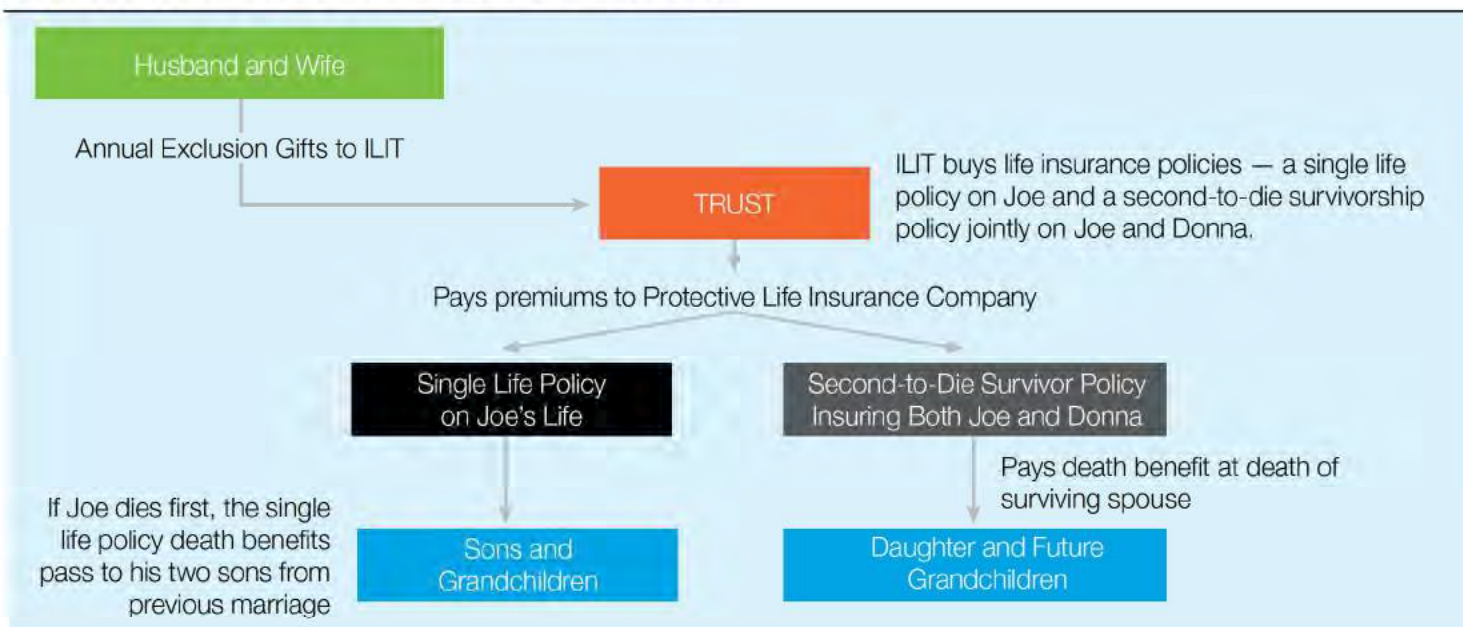 Husband and Wife
Annual Exclusion Gifts to ILIT
TRUST
ILIT buys life insurance policies — a single life
policy on Joe and a second-to-die survivorship
policy jointly on Joe and Donna.
Pays premiums to Protective Life Insurance Company
Single Life Policy
on Joe's Life
Second-to-Die Survivor Policy
Insuring Both Joe and Donna
Pays death benefit at death of
surviving spouse
If Joe dies first, the single
life policy death benefits
pass to his two sons from
previous marriage
Sons and
Grandchildren
Daughter and Future
Grandchildren